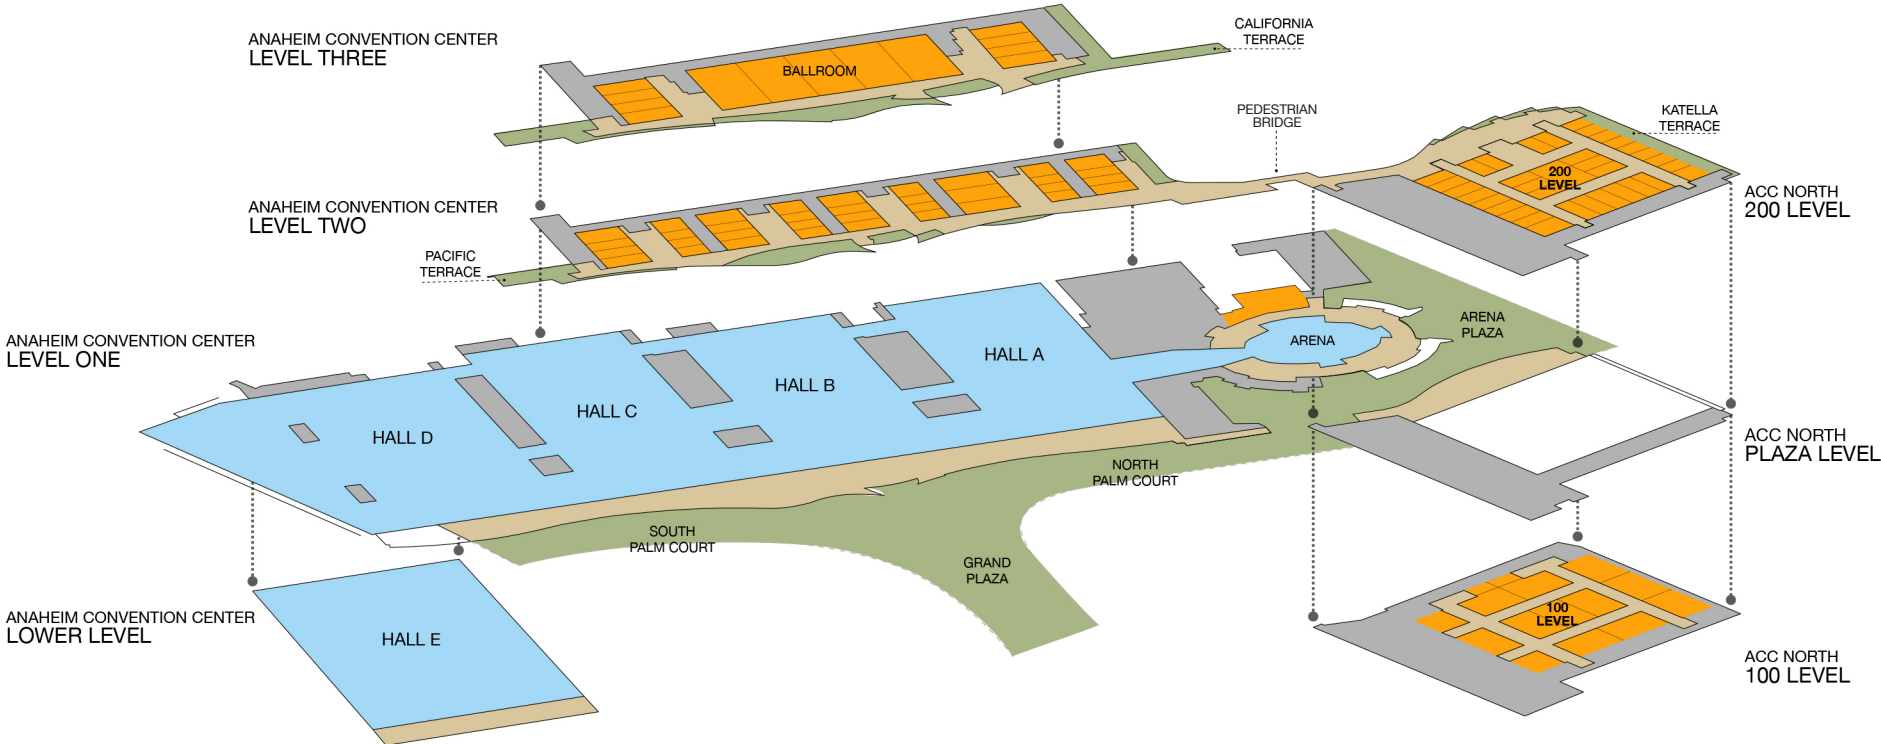 ANAHEIM CONVENTION CENTER
LEVEL THREE
BALLROOM
CALIFORNIA
TERRACE
PEDESTRIAN
BRIDGE
KATELLA
TERRACE
200
LEVEL
ACC NORTH
200 LEVEL
ANAHEIM CONVENTION CENTER
LEVEL TWO
PACIFIC
TERRACE
ANAHEIM CONVENTION CENTER
LEVEL ONE
HALL A
HALL B
HALL C
HALL D
ARENA
ARENA
PLAZA
ACC NORTH
PLAZA LEVEL
NORTH
PALM COURT
SOUTH
PALM COURT
GRAND
PLAZA
ANAHEIM CONVENTION CENTER
LOWER LEVEL
HALL E
100
LEVEL
ACC NORTH
100 LEVEL